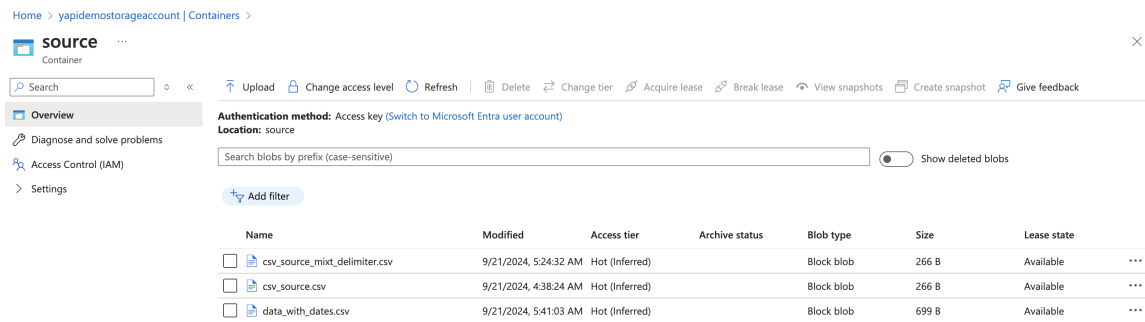 Home > yapidemostorageaccount | Containers >
source ...
Container
Search
Upload Change access level Refresh Delete Change tier Acquire lease Break lease View snapshots Create snapshot Give feedback
Overview
Diagnose and solve problems
Access Control (IAM)
Settings
Authentication method: Access key (Switch to Microsoft Entra user account)
Location: source
Search blobs by prefix (case-sensitive)
Show deleted blobs
Add filter
Name Modified Access tier Archive status Blob type Size Lease state
csv_source_mixt_delimiter.csv 9/21/2024, 5:24:32 AM Hot (Inferred) Block blob 266 B Available
csv_source.csv 9/21/2024, 4:38:24 AM Hot (Inferred) Block blob 266 B Available
data_with_dates.csv 9/21/2024, 5:41:03 AM Hot (Inferred) Block blob 699 B Available